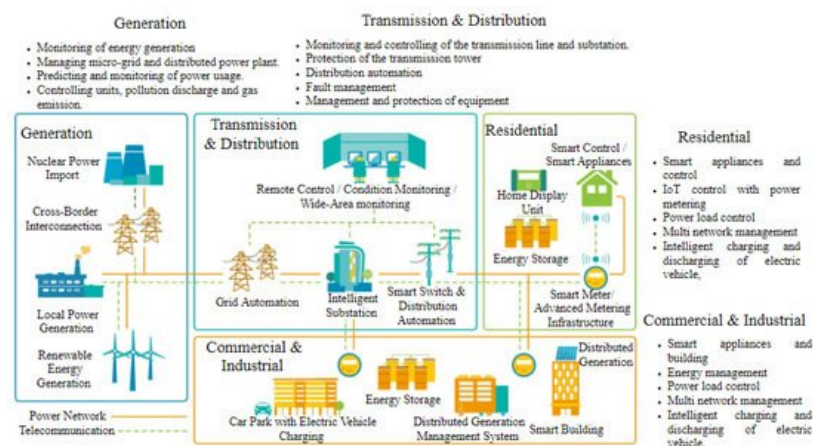 Generation
• Monitoring of energy generation
• Managing micro-grid and distributed power plant.
• Predicting and monitoring of power usage.
• Controlling units, pollution discharge and gas
emission.
Transmission & Distribution
• Monitoring and controlling of the transmission line and substation.
• Protection of the transmission tower
• Distribution automation
• Fault management
• Management and protection of equipment
Generation
Nuclear Power
Import
Cross-Border
Interconnection
Local Power
Generation
Renewable
Energy
Generation
Transmission
& Distribution
Remote Control / Condition Monitoring /
Wide-Area monitoring
Grid Automation
Intelligent
Substation
Smart Switch &
Distribution
Automation
Residential
Smart Control /
Smart Appliances
Home Display
Unit
Energy Storage
Smart Meter/
Advanced Metering
Infrastructure
Residential
• Smart appliances and
control
• IoT control with power
metering
• Power load control
• Multi network management
• Intelligent charging and
discharging of electric
vehicle,
Commercial &
Industrial
Car Park with Electric Vehicle
Charging
Energy Storage
Distributed Generation
Management System
Distributed
Generation
Smart Building
Commercial & Industrial
• Smart appliances and
building
• Energy management
• Power load control
• Multi network management
• Intelligent charging and
discharging of electric
vehicle.
Power Network
Telecommunication